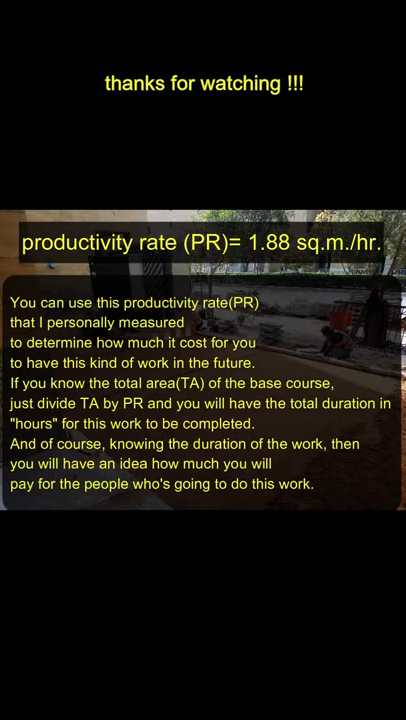 thanks for watching !!!
productivity rate (PR)= 1.88 sq.m./hr.
You can use this productivity rate(PR)
that I personally measured
to determine how much it cost for you
to have this kind of work in the future.
If you know the total area(TA) of the base course,
just divide TA by PR and you will have the total duration in
"hours" for this work to be completed.
And of course, knowing the duration of the work, then
you will have an idea how much you will
pay for the people who's going to do this work.